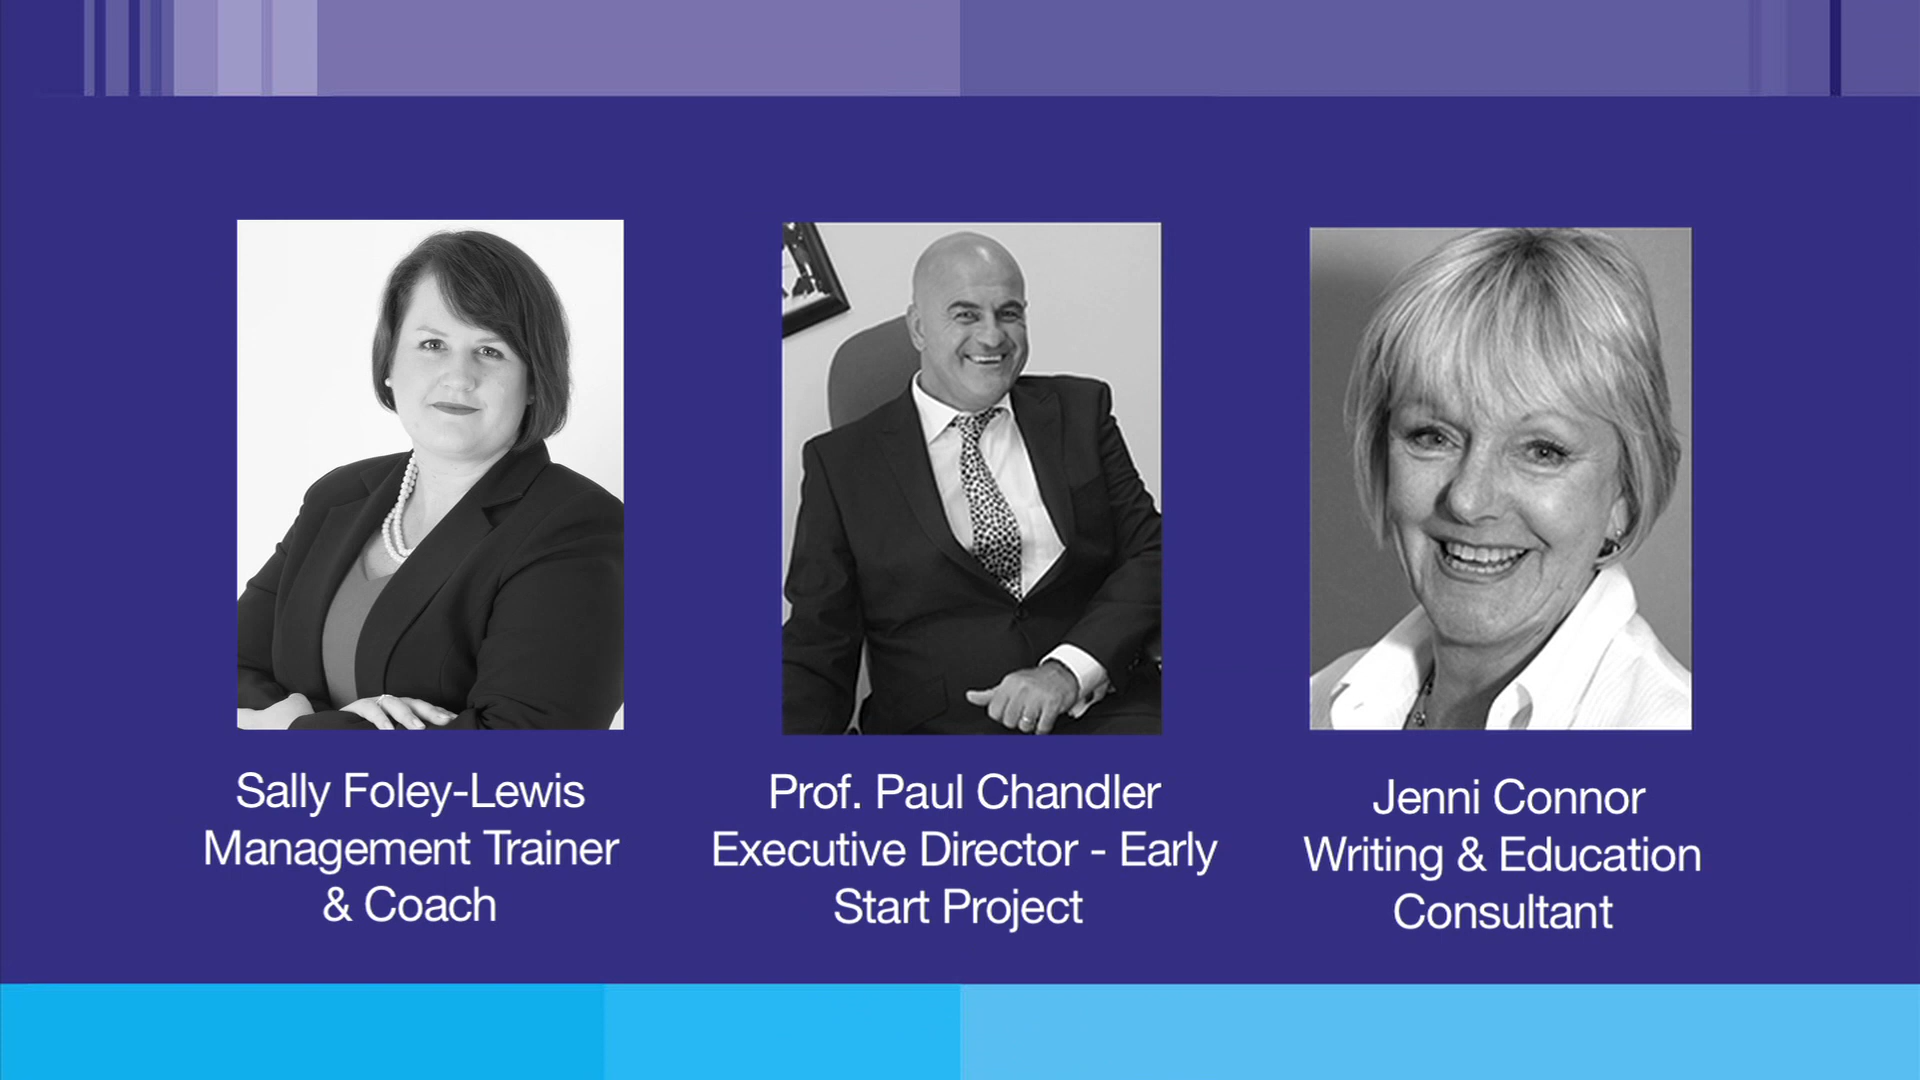 Sally Foley-Lewis
Management Trainer
& Coach
Prof. Paul Chandler
Executive Director - Early
Start Project
Jenni Connor
Writing & Education
Consultant